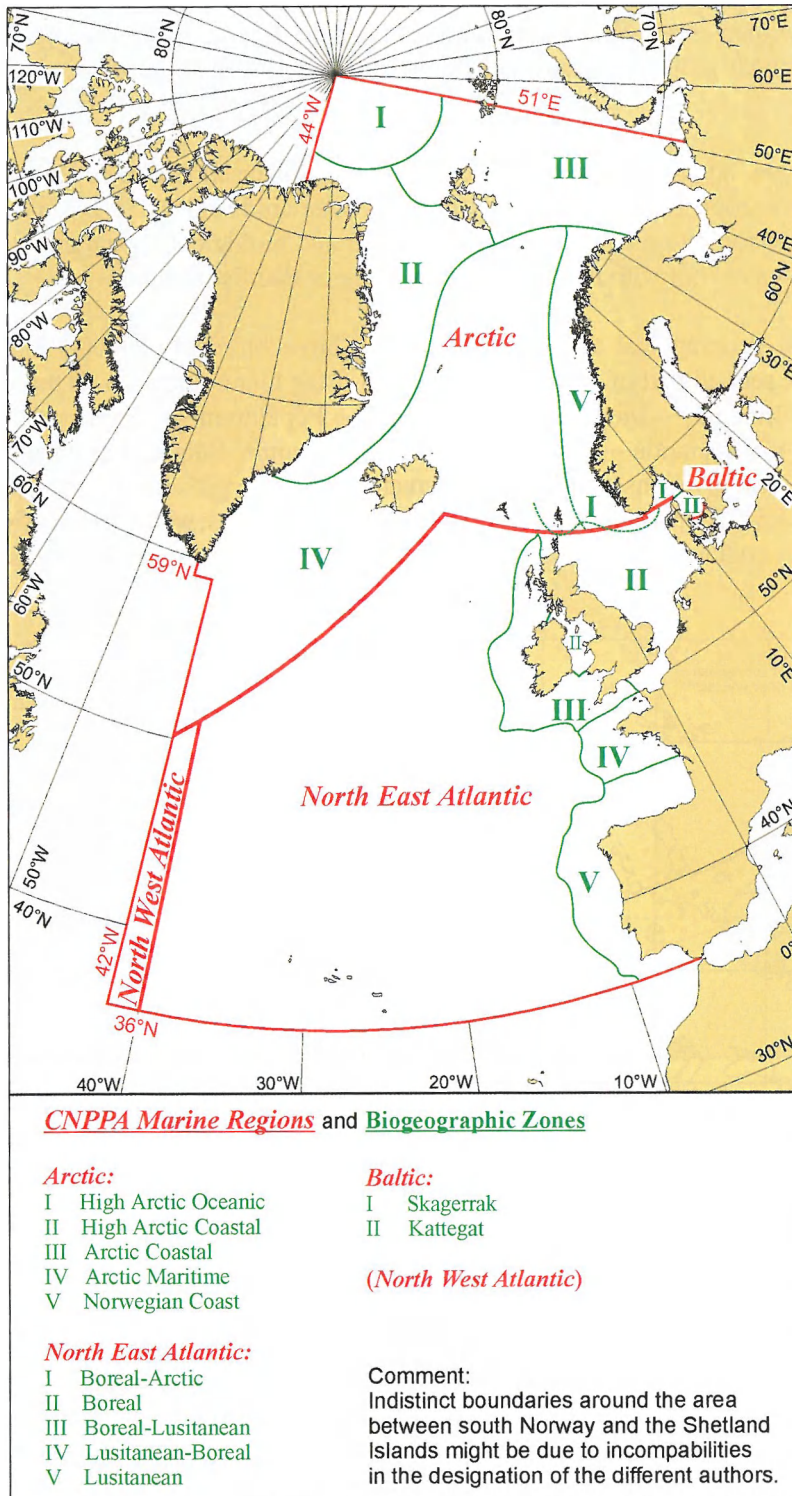 70°N
80°N
80°N
70°N
70°E
120°W
60°E
110°W
51°E
I
44°W
50°E
100°W
III
90°W
40°E
II
60°N
80°W
Arctic
30°E
70°W
V
60°N
Baltic
20°E
I
I
II
59°N
IV
60°W
II
50°N
50°N
II
10°E
III
IV
North East Atlantic
40°N
50°W
V
40°N
North West Atlantic
42°W
0°
36°N
30°N
40°W
30°W
20°W
10°W
CNPPA Marine Regions and Biogeographic Zones
Arctic:
I High Arctic Oceanic
II High Arctic Coastal
III Arctic Coastal
IV Arctic Maritime
V Norwegian Coast
Baltic:
I Skagerrak
II Kattegat
(North West Atlantic)
North East Atlantic:
I Boreal-Arctic
II Boreal
III Boreal-Lusitanean
IV Lusitanean-Boreal
V Lusitanean
Comment:
Indistinct boundaries around the area
between south Norway and the Shetland
Islands might be due to incompabilities
in the designation of the different authors.